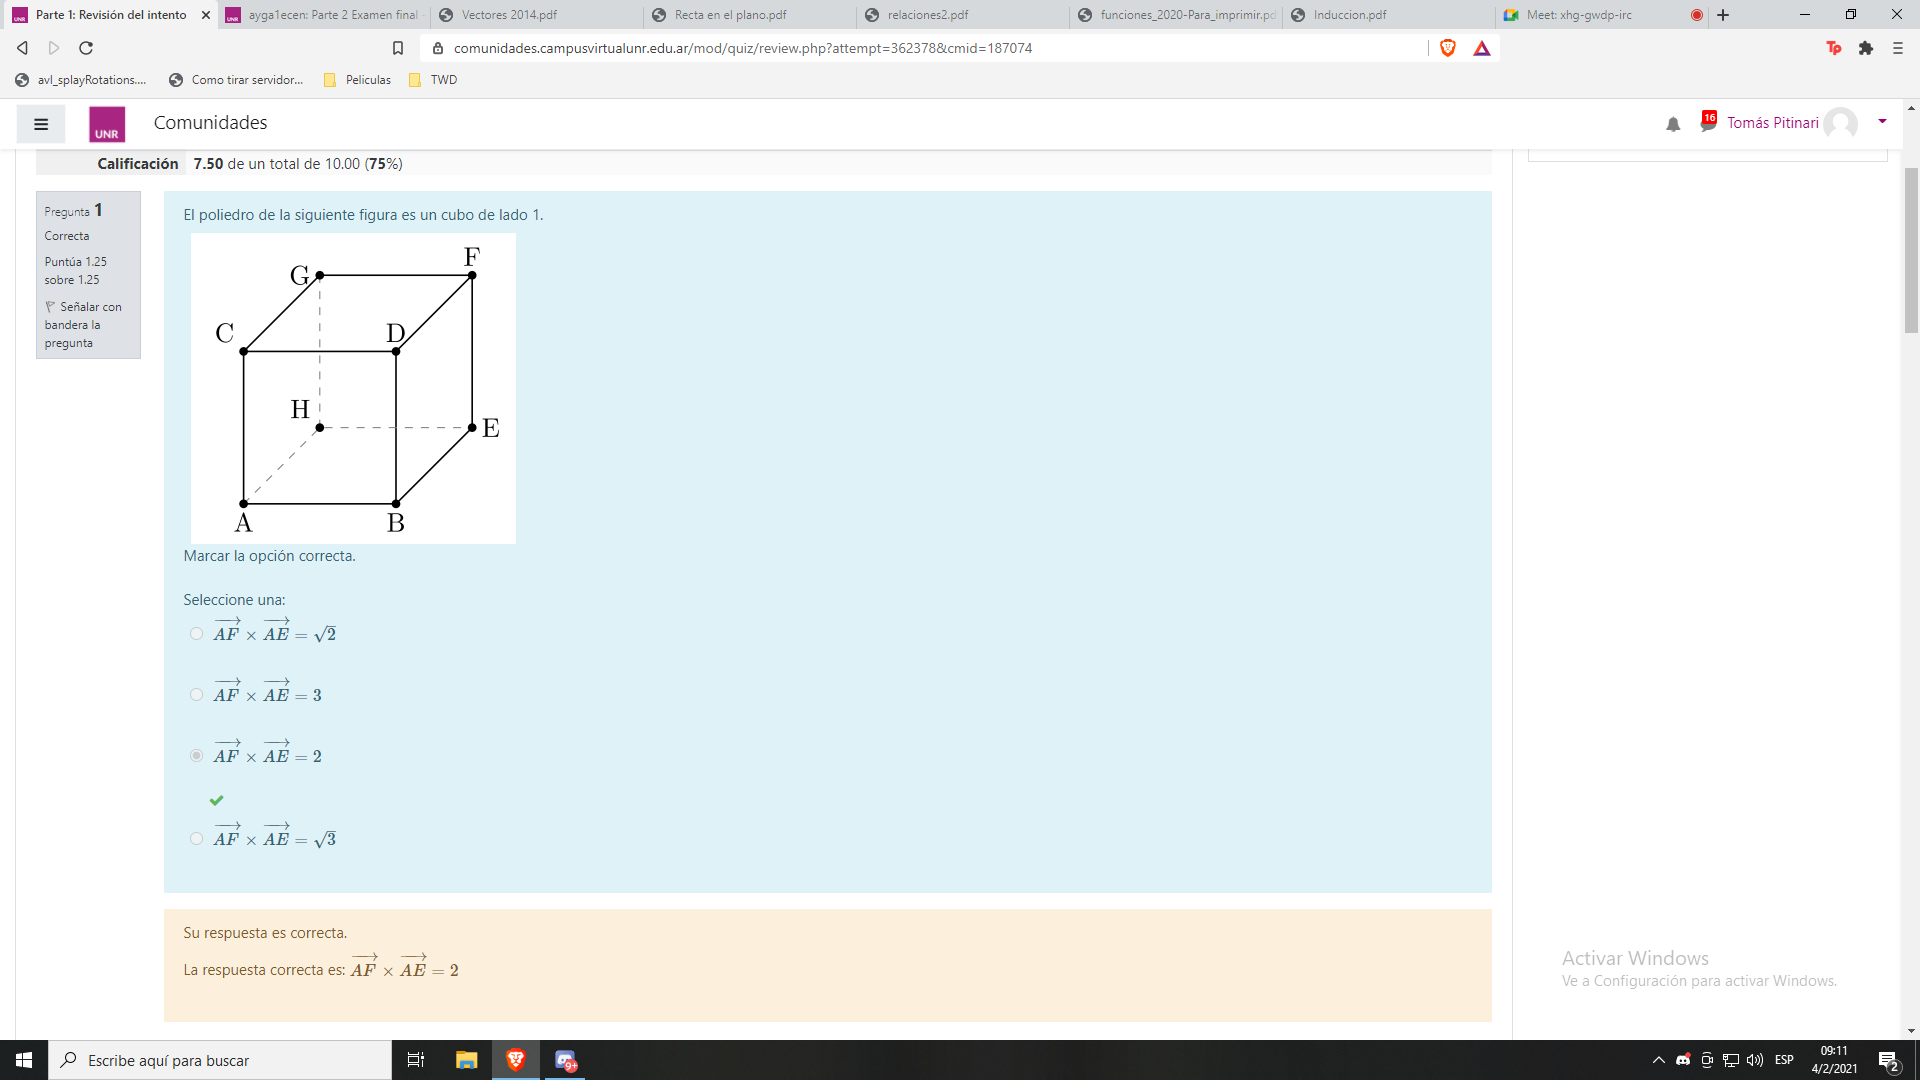 Parte 1: Revisión del intento
ayga1ecen: Parte 2 Examen final
Vectores 2014.pdf
Recta en el plano.pdf
relaciones2.pdf
funciones_2020-Para_imprimir.pd
Induccion.pdf
Meet: xhg-gwdp-irc
comunidades.campusvirtualunr.edu.ar/mod/quiz/review.php?attempt=362378&cmid=187074
Tp
avl_splayRotations....
Como tirar servidor...
Peliculas
TWD
UNR
Comunidades
16
Tomás Pitinari
Calificación 7.50 de un total de 10.00 (75%)
Pregunta 1
Correcta
Puntúa 1.25
sobre 1.25
Señalar con
bandera la
pregunta
El poliedro de la siguiente figura es un cubo de lado 1.
F
G
C
D
H
E
A
B
Marcar la opción correcta.
Seleccione una:
$\overrightarrow{AF} \times \overrightarrow{AE} = \sqrt{2}$
$\overrightarrow{AF} \times \overrightarrow{AE} = 3$
$\overrightarrow{AF} \times \overrightarrow{AE} = 2$
$\overrightarrow{AF} \times \overrightarrow{AE} = \sqrt{3}$
Su respuesta es correcta.
La respuesta correcta es: $\overrightarrow{AF} \times \overrightarrow{AE} = 2$
Activar Windows
Ve a Configuración para activar Windows.
Escribe aquí para buscar
9+
ESP
09:11
4/2/2021
2